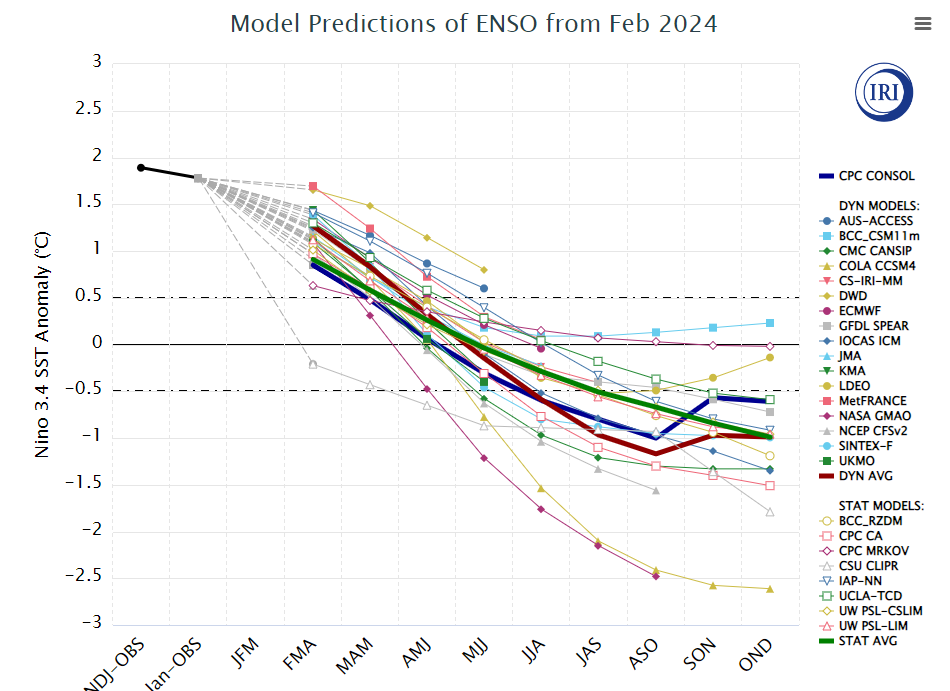 Model Predictions of ENSO from Feb 2024
IRI
Nino 3.4 SST Anomaly (°C)
3
2.5
2
1.5
1
0.5
0
−0.5
−1
−1.5
−2
−2.5
−3
NDJ-OBS
Jan-OBS
JFM
FMA
MAM
AMJ
MJJ
JJA
JAS
ASO
SON
OND
CPC CONSOL
DYN MODELS:
AUS-ACCESS
BCC_CSM11m
CMC CANSIP
COLA CCSM4
CS-IRI-MM
DWD
ECMWF
GFDL SPEAR
IOCAS ICM
JMA
KMA
LDEO
MetFRANCE
NASA GMAO
NCEP CFSv2
SINTEX-F
UKMO
DYN AVG
STAT MODELS:
BCC_RZDM
CPC CA
CPC MRKOV
CSU CLIPR
IAP-NN
UCLA-TCD
UW PSL-CSLIM
UW PSL-LIM
STAT AVG